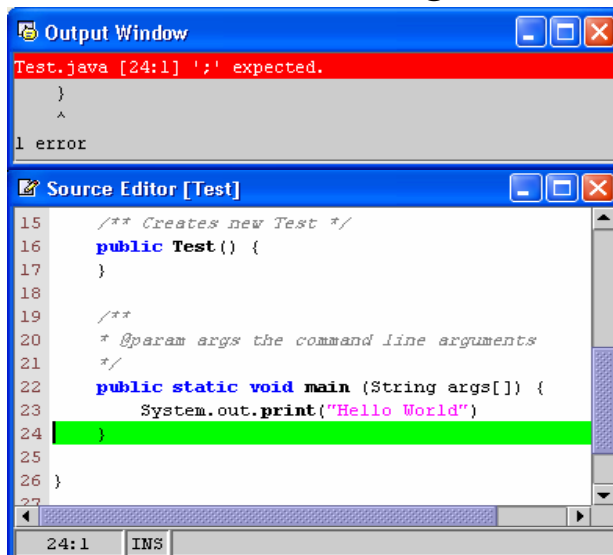 Output Window
Test.java [24:1] ';' expected.
    }
    ^
1 error
Source Editor [Test]
15     /** Creates new Test */
16     public Test() {
17     }
18
19     /**
20     * @param args the command line arguments
21     */
22     public static void main (String args[]) {
23         System.out.print("Hello World")
24     }
25
26 }
27
24:1 INS